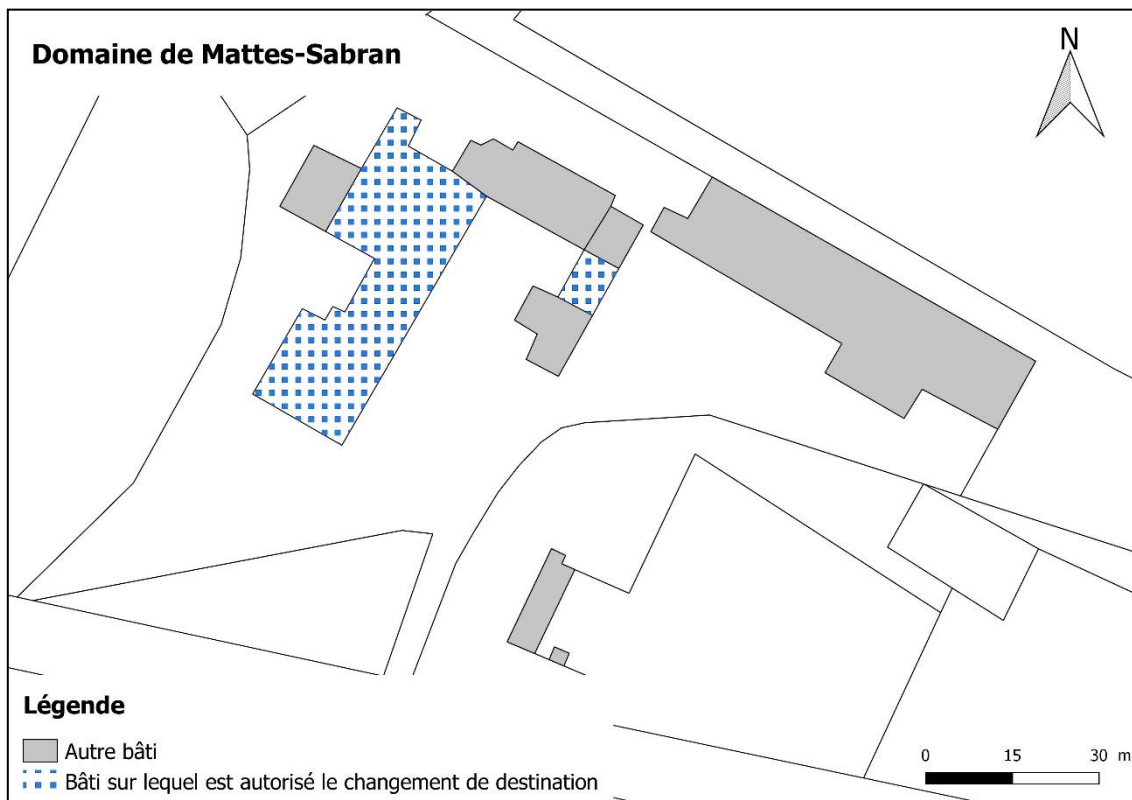 Domaine de Mattes-Sabran
N
Légende
Autre bâti
Bâti sur lequel est autorisé le changement de destination
0 15 30 m